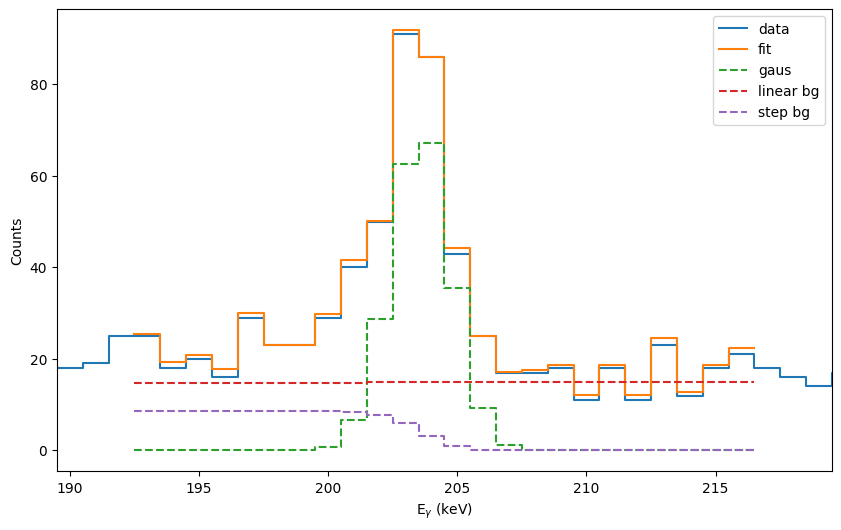 data
fit
gaus
linear bg
step bg
80
60
40
20
0
Counts
190 195 200 205 210 215
Eγ (keV)